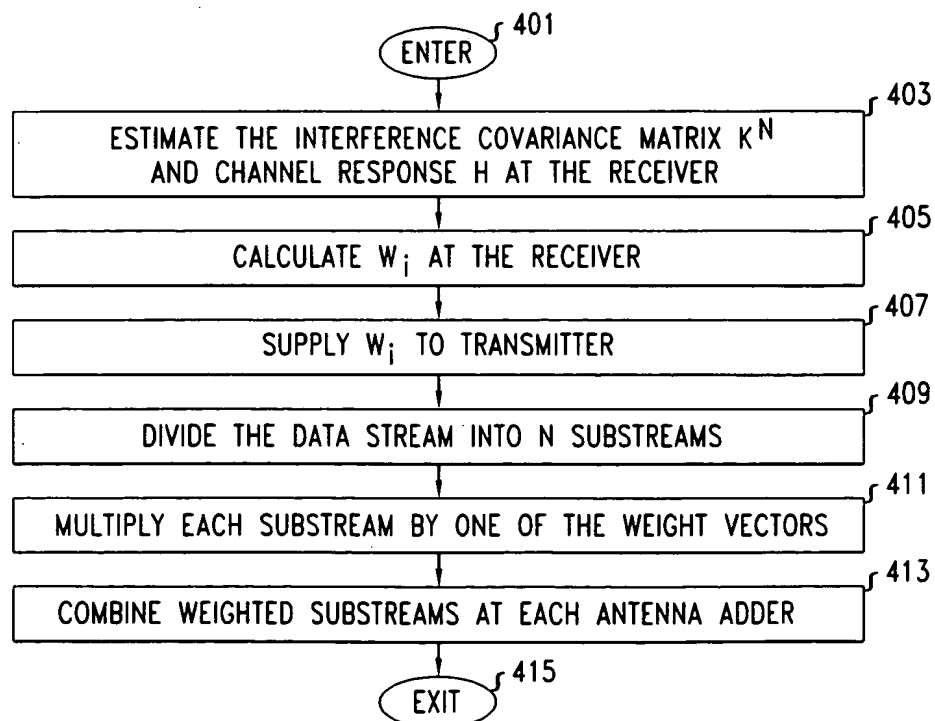 401
ENTER
403
ESTIMATE THE INTERFERENCE COVARIANCE MATRIX K^N
AND CHANNEL RESPONSE H AT THE RECEIVER
405
CALCULATE W_i AT THE RECEIVER
407
SUPPLY W_i TO TRANSMITTER
409
DIVIDE THE DATA STREAM INTO N SUBSTREAMS
411
MULTIPLY EACH SUBSTREAM BY ONE OF THE WEIGHT VECTORS
413
COMBINE WEIGHTED SUBSTREAMS AT EACH ANTENNA ADDER
415
EXIT